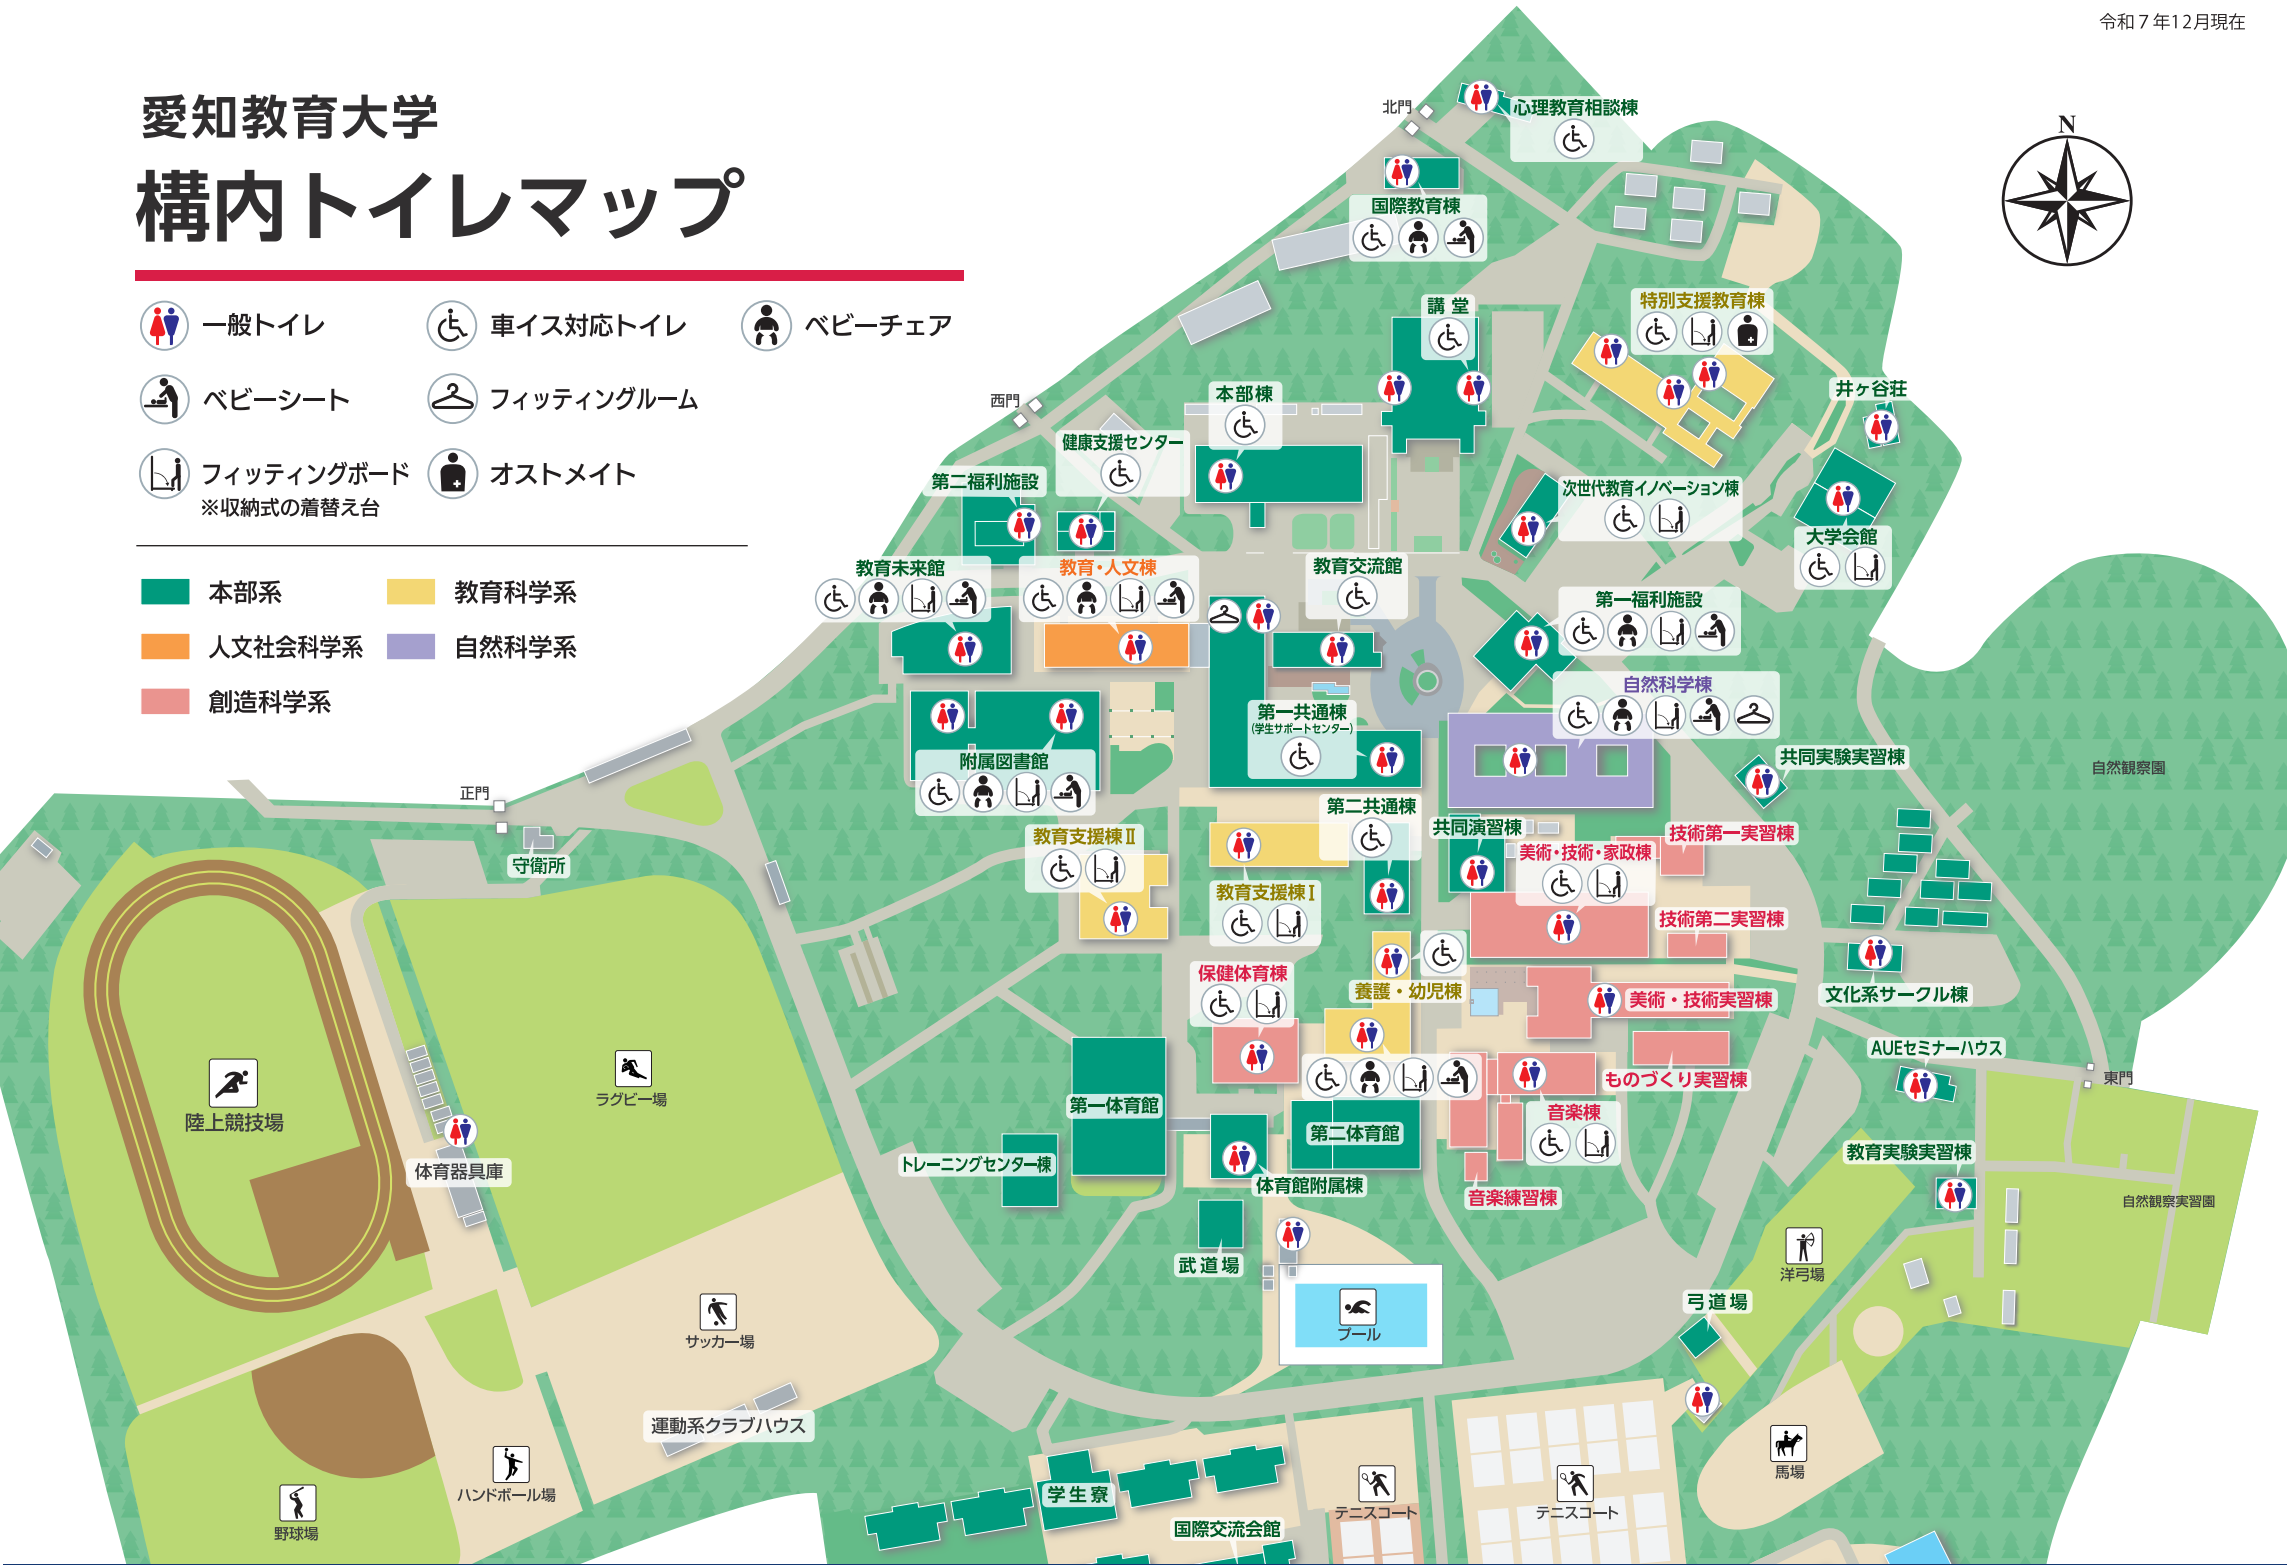 令和７年12月現在
愛知教育大学
構内トイレマップ
一般トイレ
車イス対応トイレ
ベビーチェア
ベビーシート
フィッティングルーム
フィッティングボード
※収納式の着替え台
オストメイト
本部系
教育科学系
人文社会科学系
自然科学系
創造科学系
N
北門
心理教育相談棟
国際教育棟
講堂
特別支援教育棟
井ヶ谷荘
西門
本部棟
健康支援センター
第二福利施設
次世代教育イノベーション棟
大学会館
教育未来館
教育・人文棟
教育交流館
第一福利施設
自然科学棟
第一共通棟
(学生サポートセンター)
附属図書館
共同実験実習棟
自然観察園
正門
守衛所
第二共通棟
共同演習棟
技術第一実習棟
教育支援棟Ⅱ
美術・技術・家政棟
教育支援棟Ⅰ
技術第二実習棟
保健体育棟
養護・幼児棟
美術・技術実習棟
文化系サークル棟
AUEセミナーハウス
東門
ものづくり実習棟
陸上競技場
ラグビー場
第一体育館
音楽棟
第二体育館
教育実験実習棟
体育器具庫
トレーニングセンター棟
体育館附属棟
音楽練習棟
自然観察実習園
武道場
洋弓場
弓道場
サッカー場
プール
運動系クラブハウス
馬場
ハンドボール場
学生寮
テニスコート
テニスコート
野球場
国際交流会館